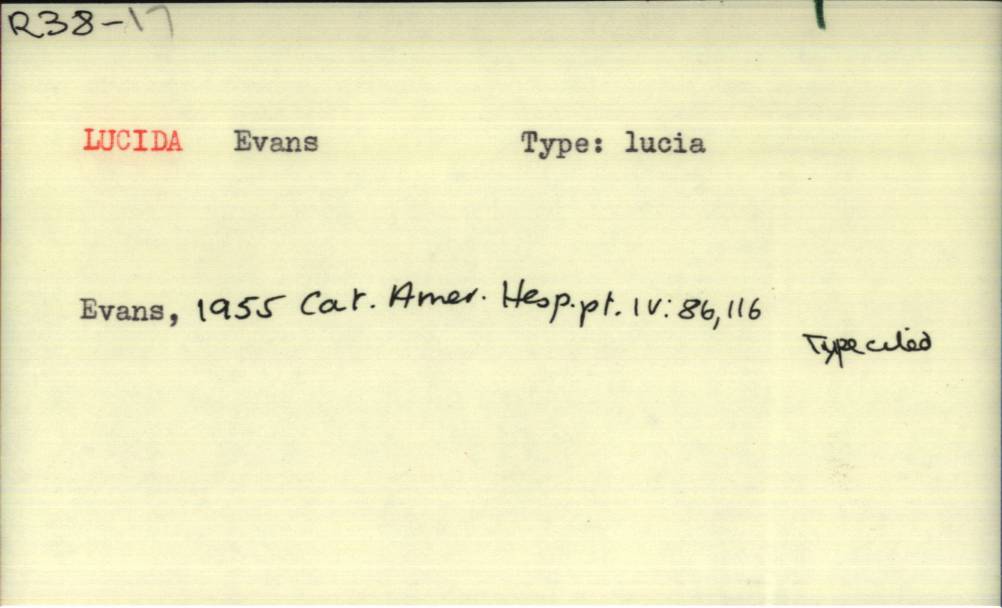 R38-17
LUCIDA Evans Type: lucia
Evans, 1955 Cat. Amer. Hesp. pt. IV: 86, 116
Type cited